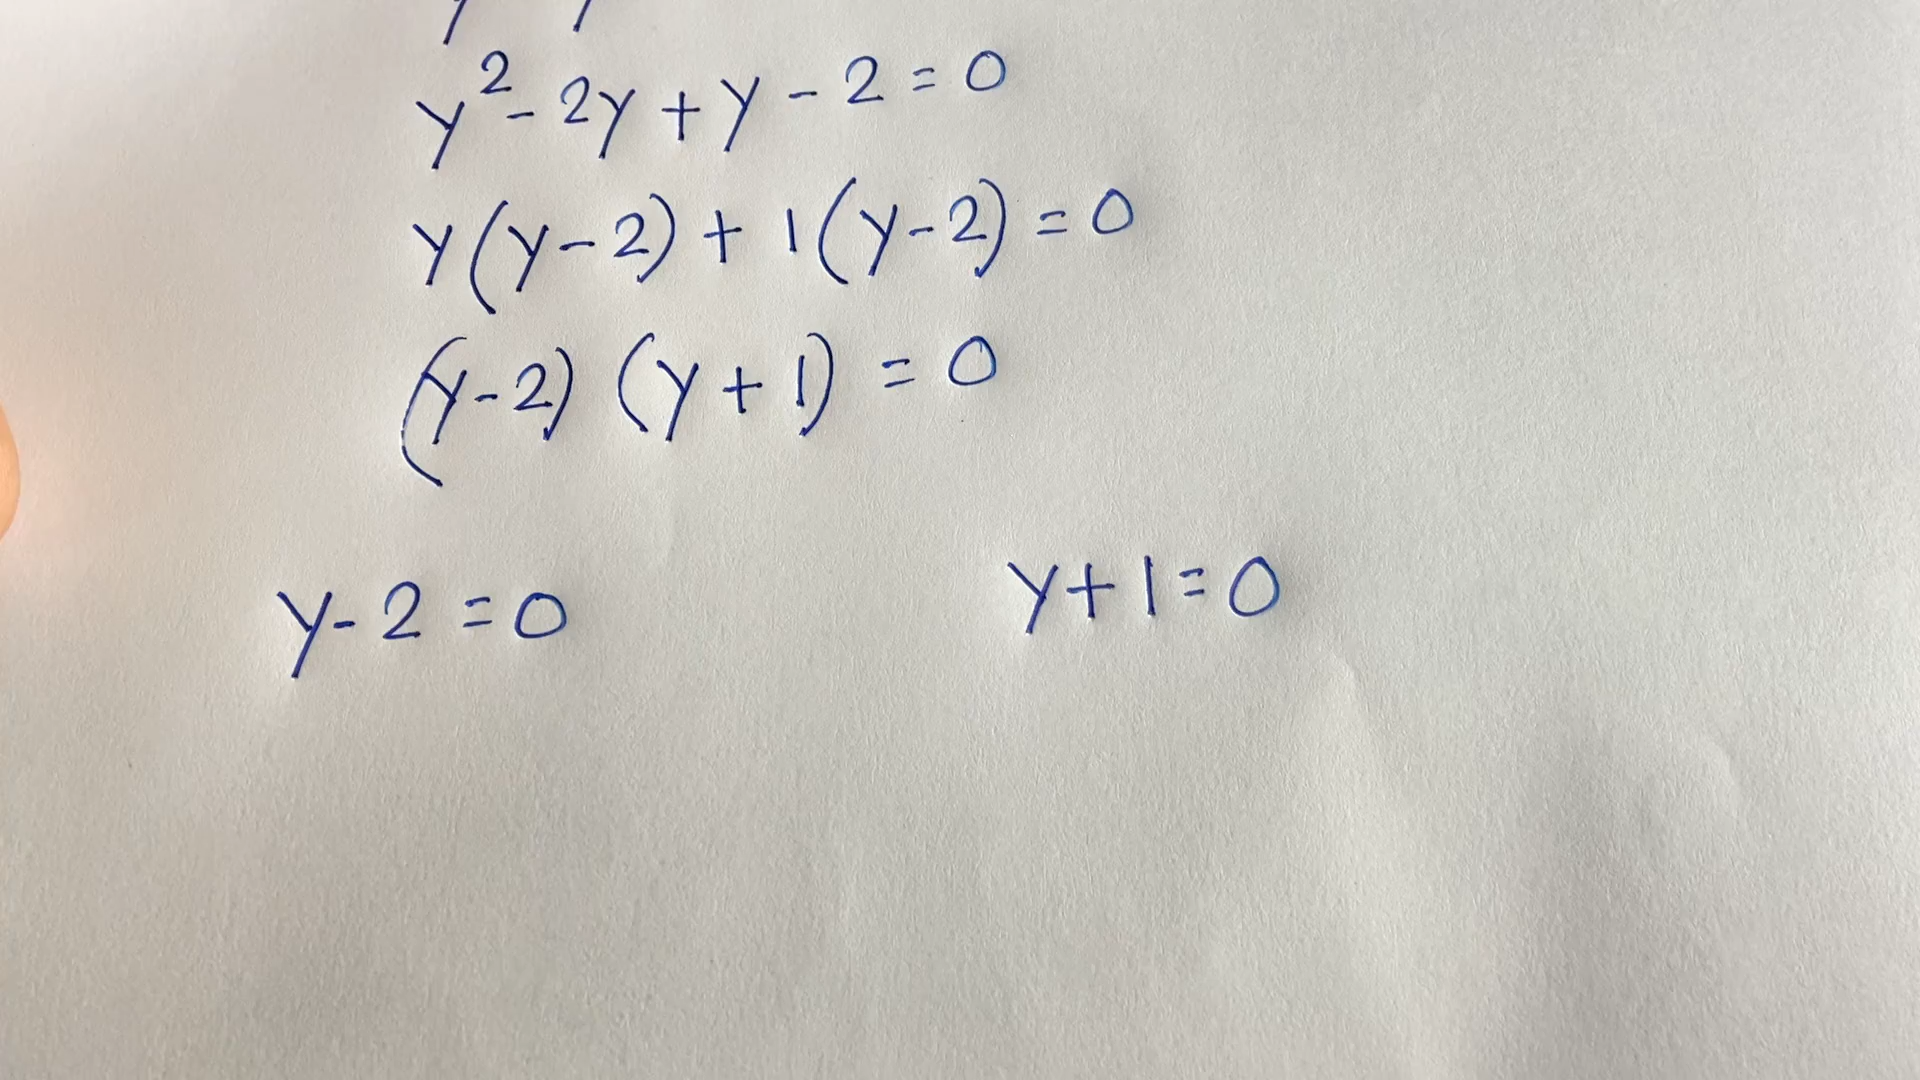 y² - 2y + y - 2 = 0
y(y-2) + 1(y-2) = 0
(y-2) (y+1) = 0
y-2 = 0 y+1=0